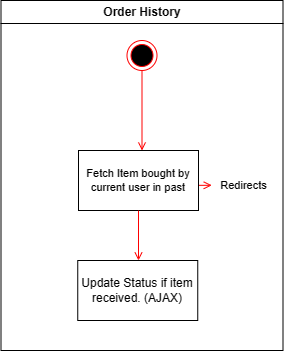 Order History
Fetch Item bought by
current user in past
Redirects
Update Status if item
received. (AJAX)